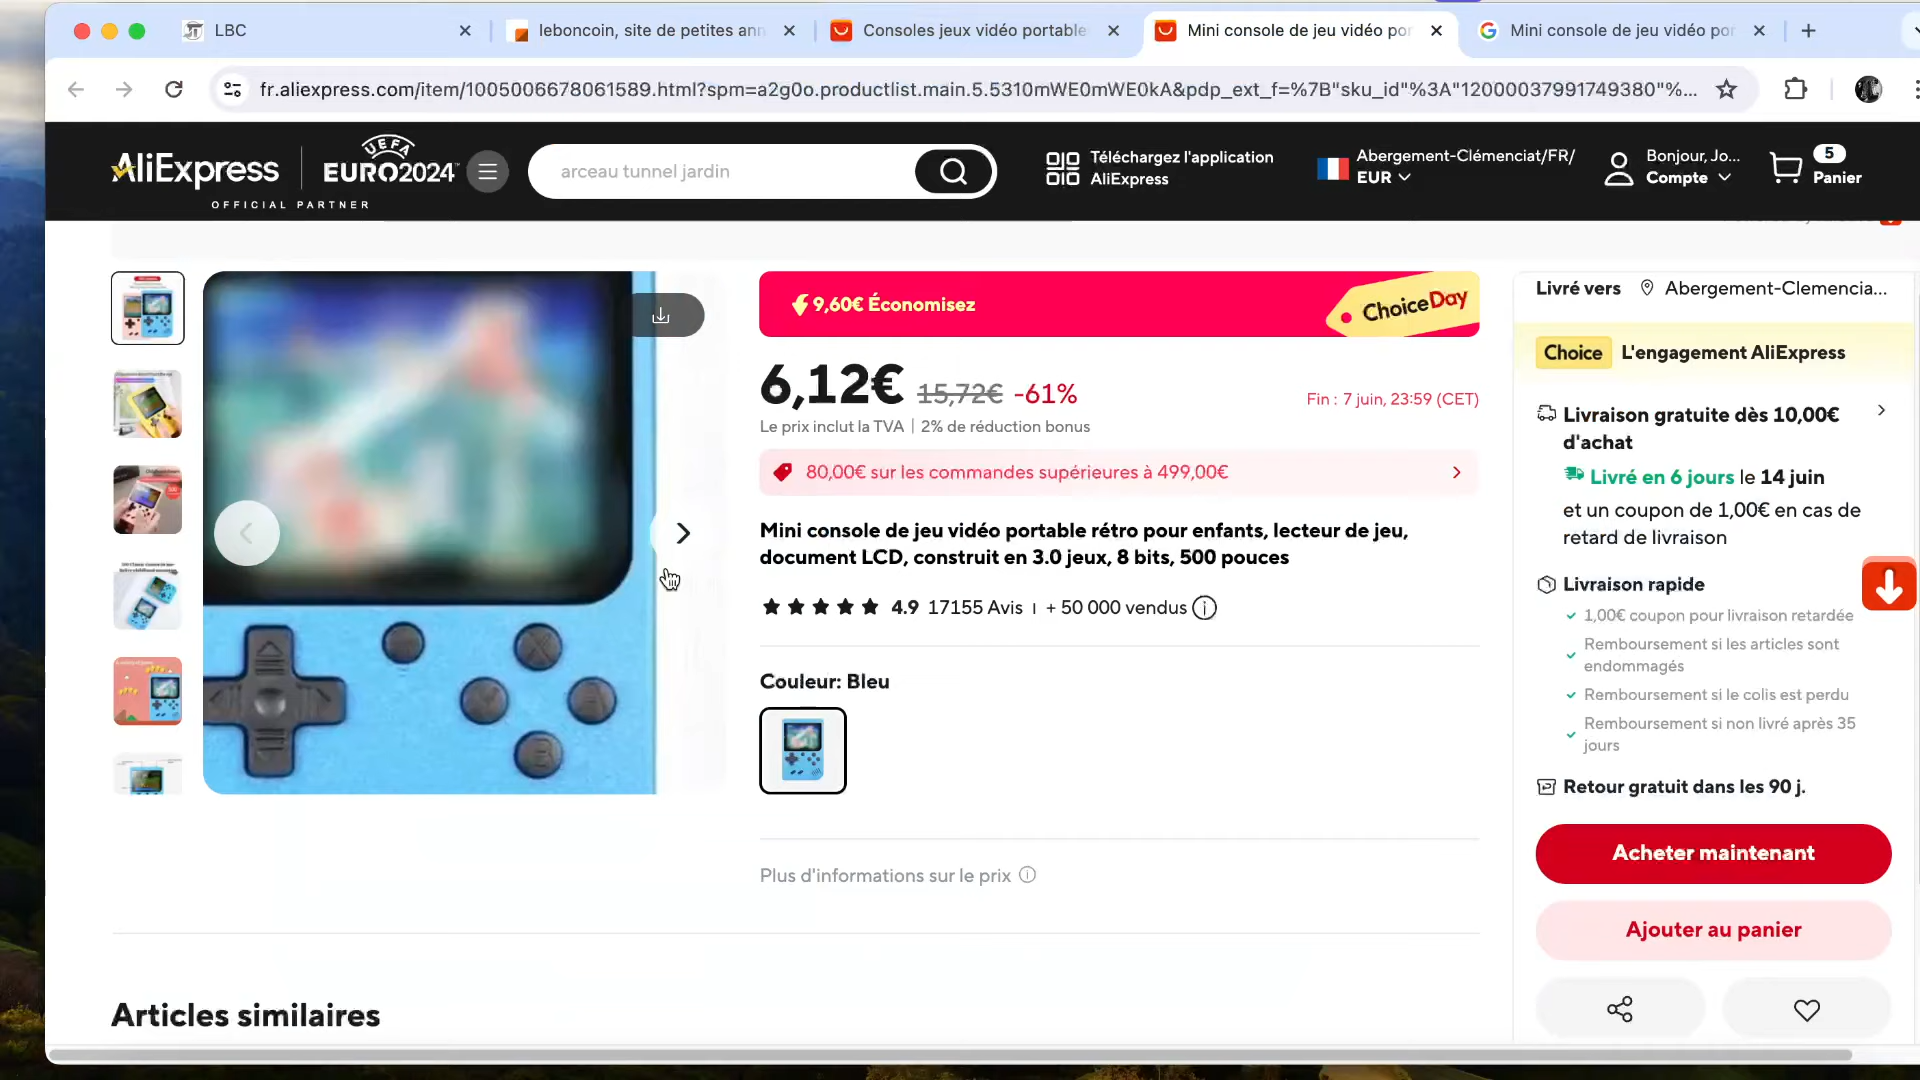 LBC
leboncoin, site de petites ann
Consoles jeux vidéo portable
Mini console de jeu vidéo por
Mini console de jeu vidéo por
fr.aliexpress.com/item/1005006678061589.html?spm=a2g0o.productlist.main.5.5310mWE0mWE0kA&pdp_ext_f=%7B"sku_id"%3A"12000037991749380"%...
AliExpress
UEFA
EURO2024™
OFFICIAL PARTNER
arceau tunnel jardin
Téléchargez l'application
AliExpress
Abergement-Clémenciat/FR/
EUR
Bonjour, Jo...
Compte
5
Panier
9,60€ Économisez
ChoiceDay
6,12€ 15,72€ -61%
Fin : 7 juin, 23:59 (CET)
Le prix inclut la TVA | 2% de réduction bonus
80,00€ sur les commandes supérieures à 499,00€
Mini console de jeu vidéo portable rétro pour enfants, lecteur de jeu,
document LCD, construit en 3.0 jeux, 8 bits, 500 pouces
4.9 17155 Avis | + 50 000 vendus
Couleur: Bleu
Plus d'informations sur le prix
Articles similaires
Livré vers Abergement-Clemencia...
Choice L'engagement AliExpress
Livraison gratuite dès 10,00€
d'achat
Livré en 6 jours le 14 juin
et un coupon de 1,00€ en cas de
retard de livraison
Livraison rapide
1,00€ coupon pour livraison retardée
Remboursement si les articles sont
endommagés
Remboursement si le colis est perdu
Remboursement si non livré après 35
jours
Retour gratuit dans les 90 j.
Acheter maintenant
Ajouter au panier